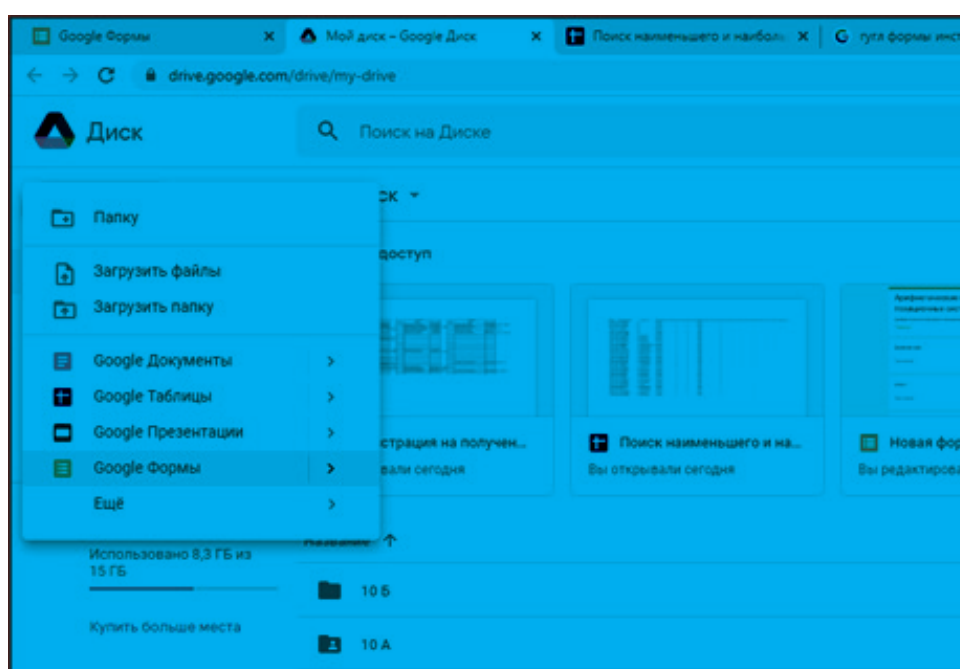 Google Формы
Мой диск – Google Диск
Поиск наименьшего и наибол
гугл формы инст
drive.google.com/drive/my-drive
Диск
Поиск на Диске
ск
Папку
доступ
Загрузить файлы
Загрузить папку
Google Документы
Google Таблицы
Google Презентации
Google Формы
Ещё
страция на получен...
вали сегодня
Поиск наименьшего и на...
Вы открывали сегодня
Новая фор
Вы редактирова
Название
Использовано 8,3 ГБ из
15 ГБ
10 Б
Купить больше места
10 А